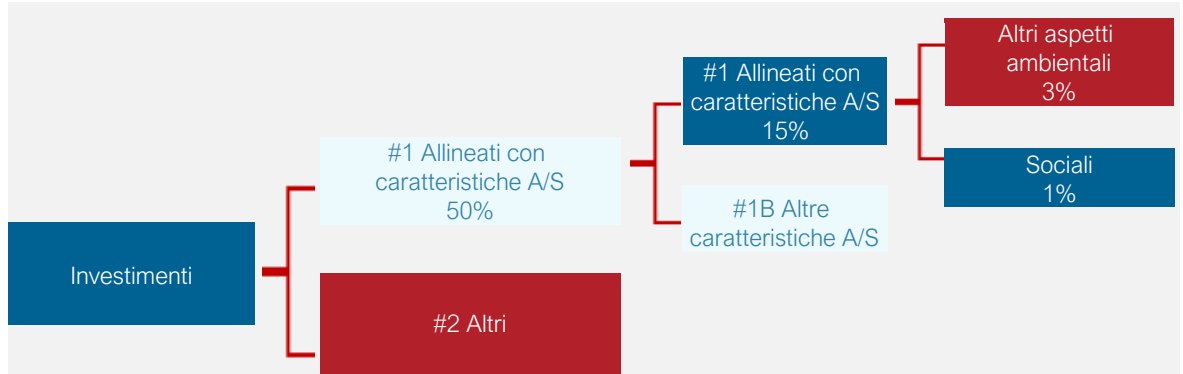 Investimenti
#1 Allineati con
caratteristiche A/S
50%
#2 Altri
#1 Allineati con
caratteristiche A/S
15%
#1B Altre
caratteristiche A/S
Altri aspetti
ambientali
3%
Sociali
1%